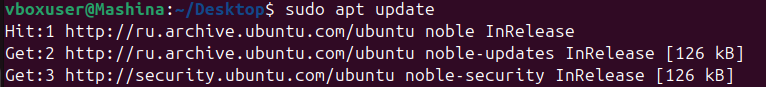 vboxuser@Mashina:~/Desktop$ sudo apt update
Hit:1 http://ru.archive.ubuntu.com/ubuntu noble InRelease
Get:2 http://ru.archive.ubuntu.com/ubuntu noble-updates InRelease [126 kB]
Get:3 http://security.ubuntu.com/ubuntu noble-security InRelease [126 kB]